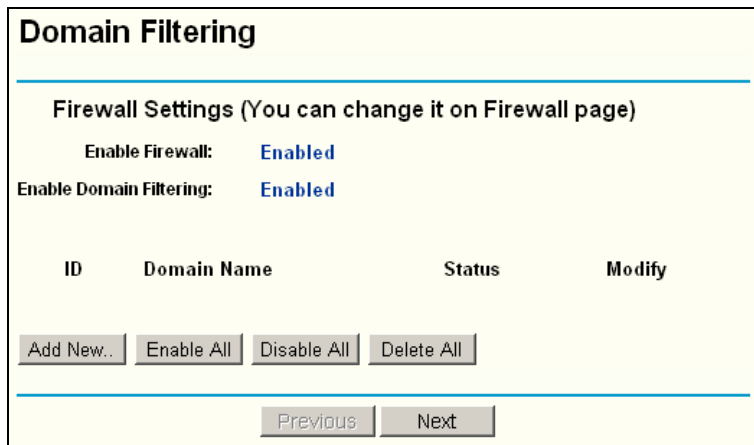 Domain Filtering
Firewall Settings (You can change it on Firewall page)
Enable Firewall: Enabled
Enable Domain Filtering: Enabled
ID Domain Name Status Modify
Add New.. Enable All Disable All Delete All
Previous Next